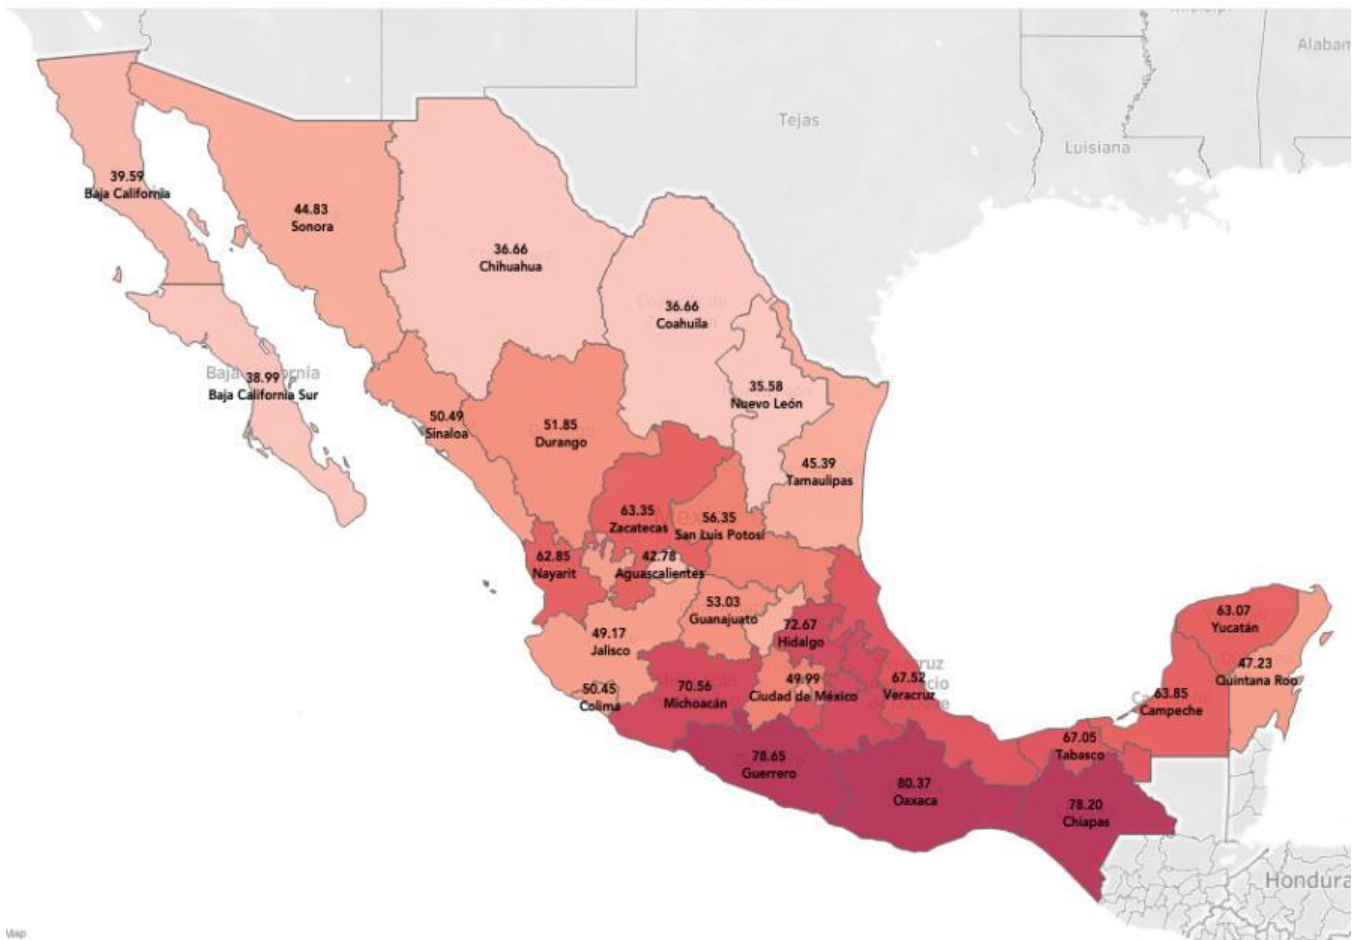 Alabam
Tejas
Luisiana
39.59
Baja California
44.83
Sonora
36.66
Chihuahua
36.66
Coahuila
38.99
Baja California Sur
35.58
Nuevo León
50.49
Sinaloa
51.85
Durango
45.39
Tamaulipas
63.35
Zacatecas
56.35
San Luis Potosí
62.85
Nayarit
42.78
Aguascalientes
53.03
Guanajuato
72.67
Hidalgo
63.07
Yucatán
49.17
Jalisco
47.23
Quintana Roo
50.45
Colima
70.56
Michoacán
49.99
Ciudad de México
67.52
Veracruz
63.85
Campeche
67.05
Tabasco
78.65
Guerrero
80.37
Oaxaca
78.20
Chiapas
Hondura
Map